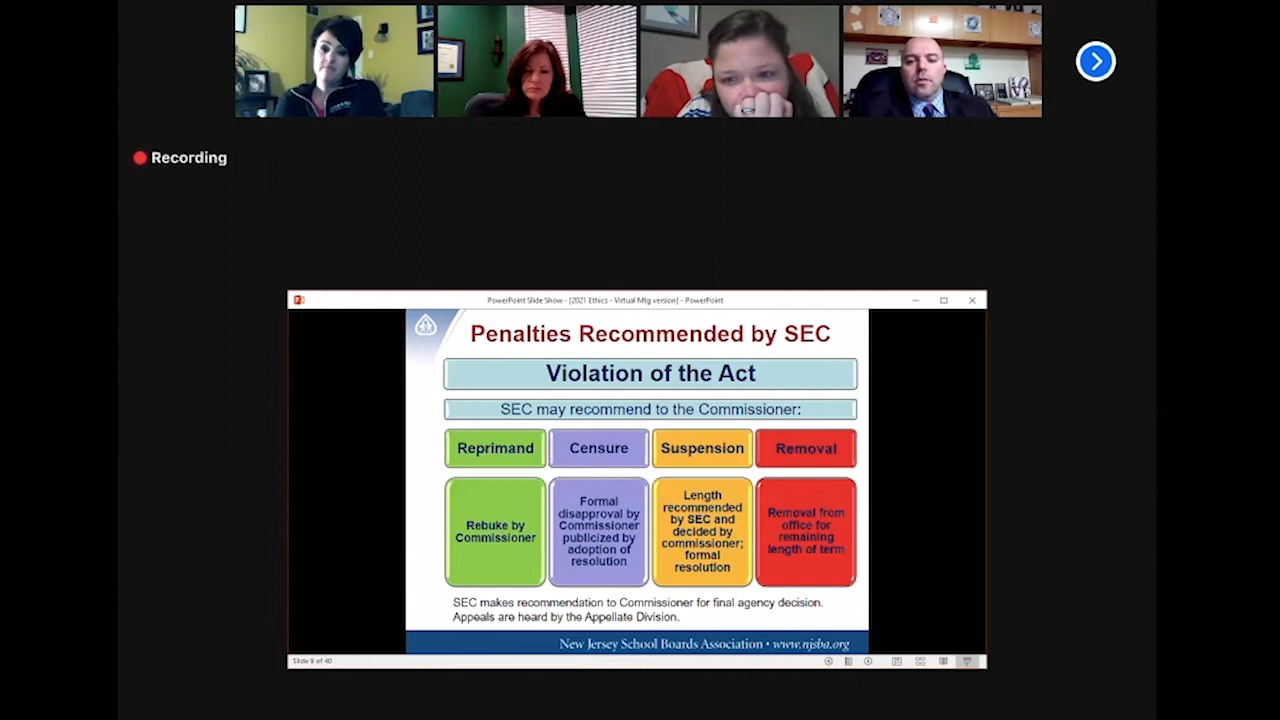 Recording
PowerPoint Slide Show - [2021 Ethics - Virtual Mtg version] - PowerPoint
Penalties Recommended by SEC
Violation of the Act
SEC may recommend to the Commissioner:
Reprimand
Censure
Suspension
Removal
Rebuke by
Commissioner
Formal
disapproval by
Commissioner
publicized by
adoption of
resolution
Length
recommended
by SEC and
decided by
commissioner;
formal
resolution
Removal from
office for
remaining
length of term
SEC makes recommendation to Commissioner for final agency decision.
Appeals are heard by the Appellate Division.
New Jersey School Boards Association • www.njsba.org
Slide 9 of 40